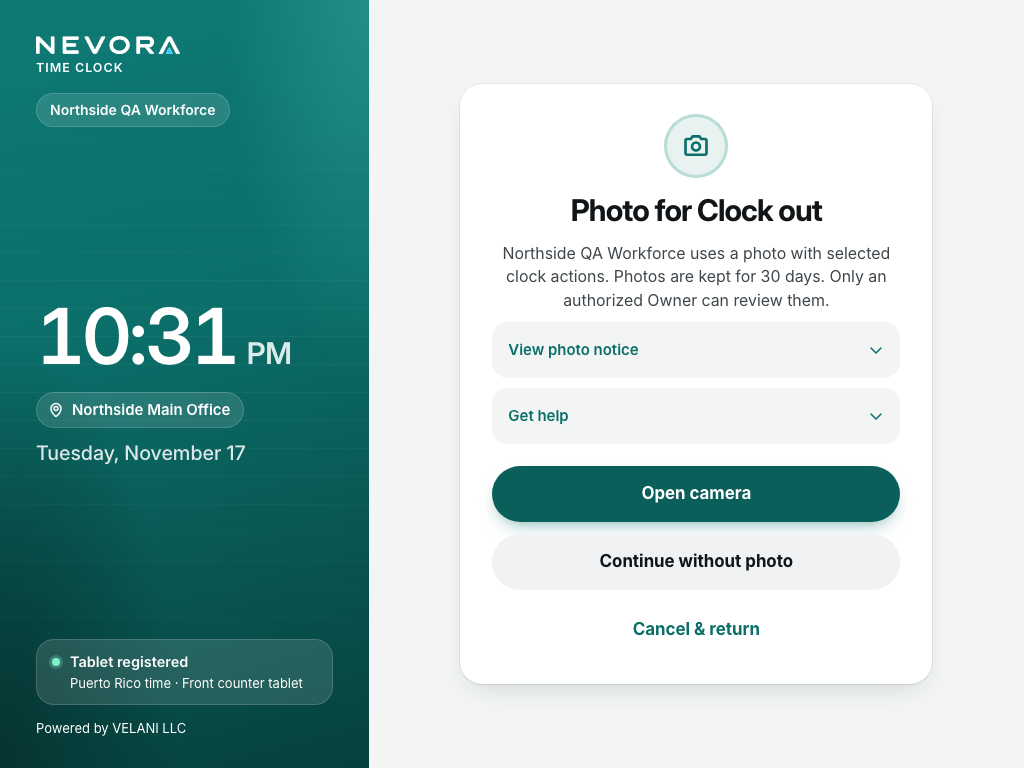 NEVORA
TIME CLOCK
Northside QA Workforce
10:31 PM
Northside Main Office
Tuesday, November 17
Tablet registered
Puerto Rico time · Front counter tablet
Powered by VELANI LLC
Photo for Clock out
Northside QA Workforce uses a photo with selected
clock actions. Photos are kept for 30 days. Only an
authorized Owner can review them.
View photo notice
Get help
Open camera
Continue without photo
Cancel & return